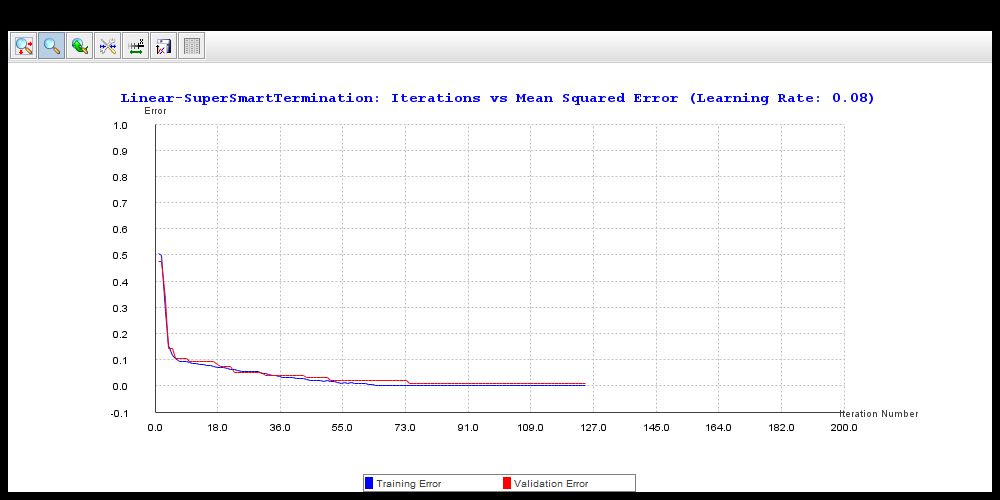 Linear-SuperSmartTermination: Iterations vs Mean Squared Error (Learning Rate: 0.08)
Error
1.0
0.9
0.8
0.7
0.6
0.5
0.4
0.3
0.2
0.1
0.0
-0.1
Iteration Number
0.0 18.0 36.0 55.0 73.0 91.0 109.0 127.0 145.0 164.0 182.0 200.0
Training Error Validation Error